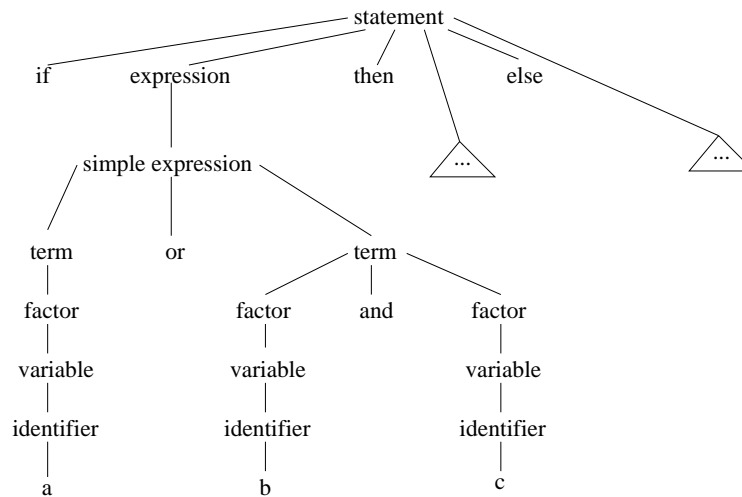 statement
if expression then else
... ...
simple expression
term or term
factor factor and factor
variable variable variable
identifier identifier identifier
a b c